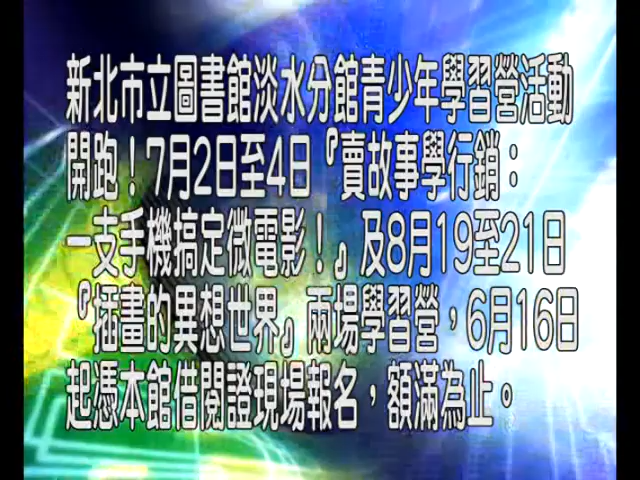 新北市立圖書館淡水分館青少年學習營活動
開跑！7月2日至4日『賣故事學行銷：
一支手機搞定微電影！』及8月19至21日
『插畫的異想世界』兩場學習營，6月16日
起憑本館借閱證現場報名，額滿為止。